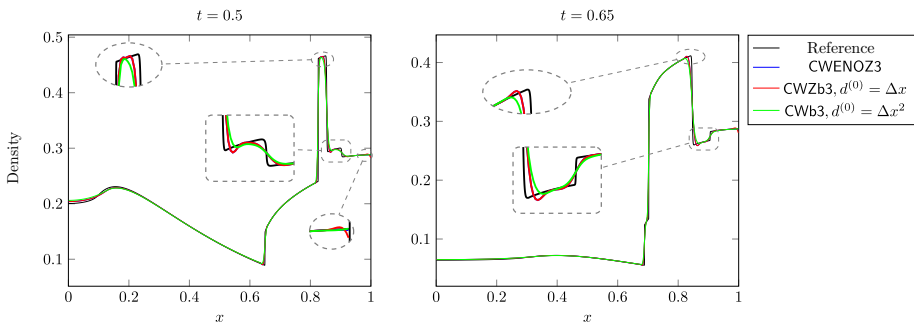 t = 0.5
t = 0.65
0.5
0.4
0.3
0.2
0.1
Density
0
0.2
0.4
0.6
0.8
1
x
0.4
0.3
0.2
0.1
0
0.2
0.4
0.6
0.8
1
x
Reference
CWENOZ3
CWZb3, d⁽⁰⁾ = Δx
CWb3, d⁽⁰⁾ = Δx²